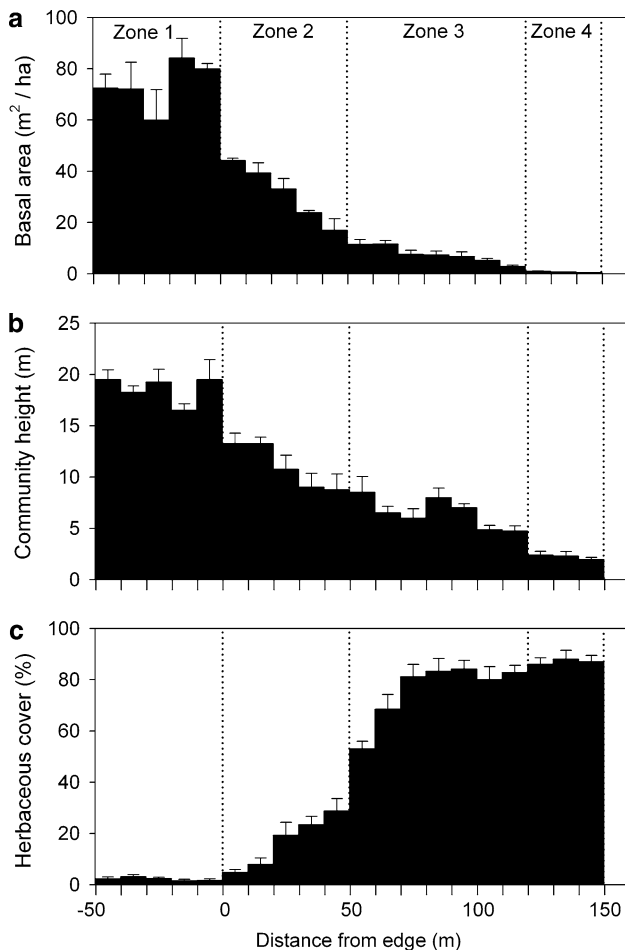 a
Zone 1 Zone 2 Zone 3 Zone 4
100
80
60
40
20
0
Basal area (m² / ha)
b
25
20
15
10
5
0
Community height (m)
c
100
80
60
40
20
0
Herbaceous cover (%)
-50 0 50 100 150
Distance from edge (m)